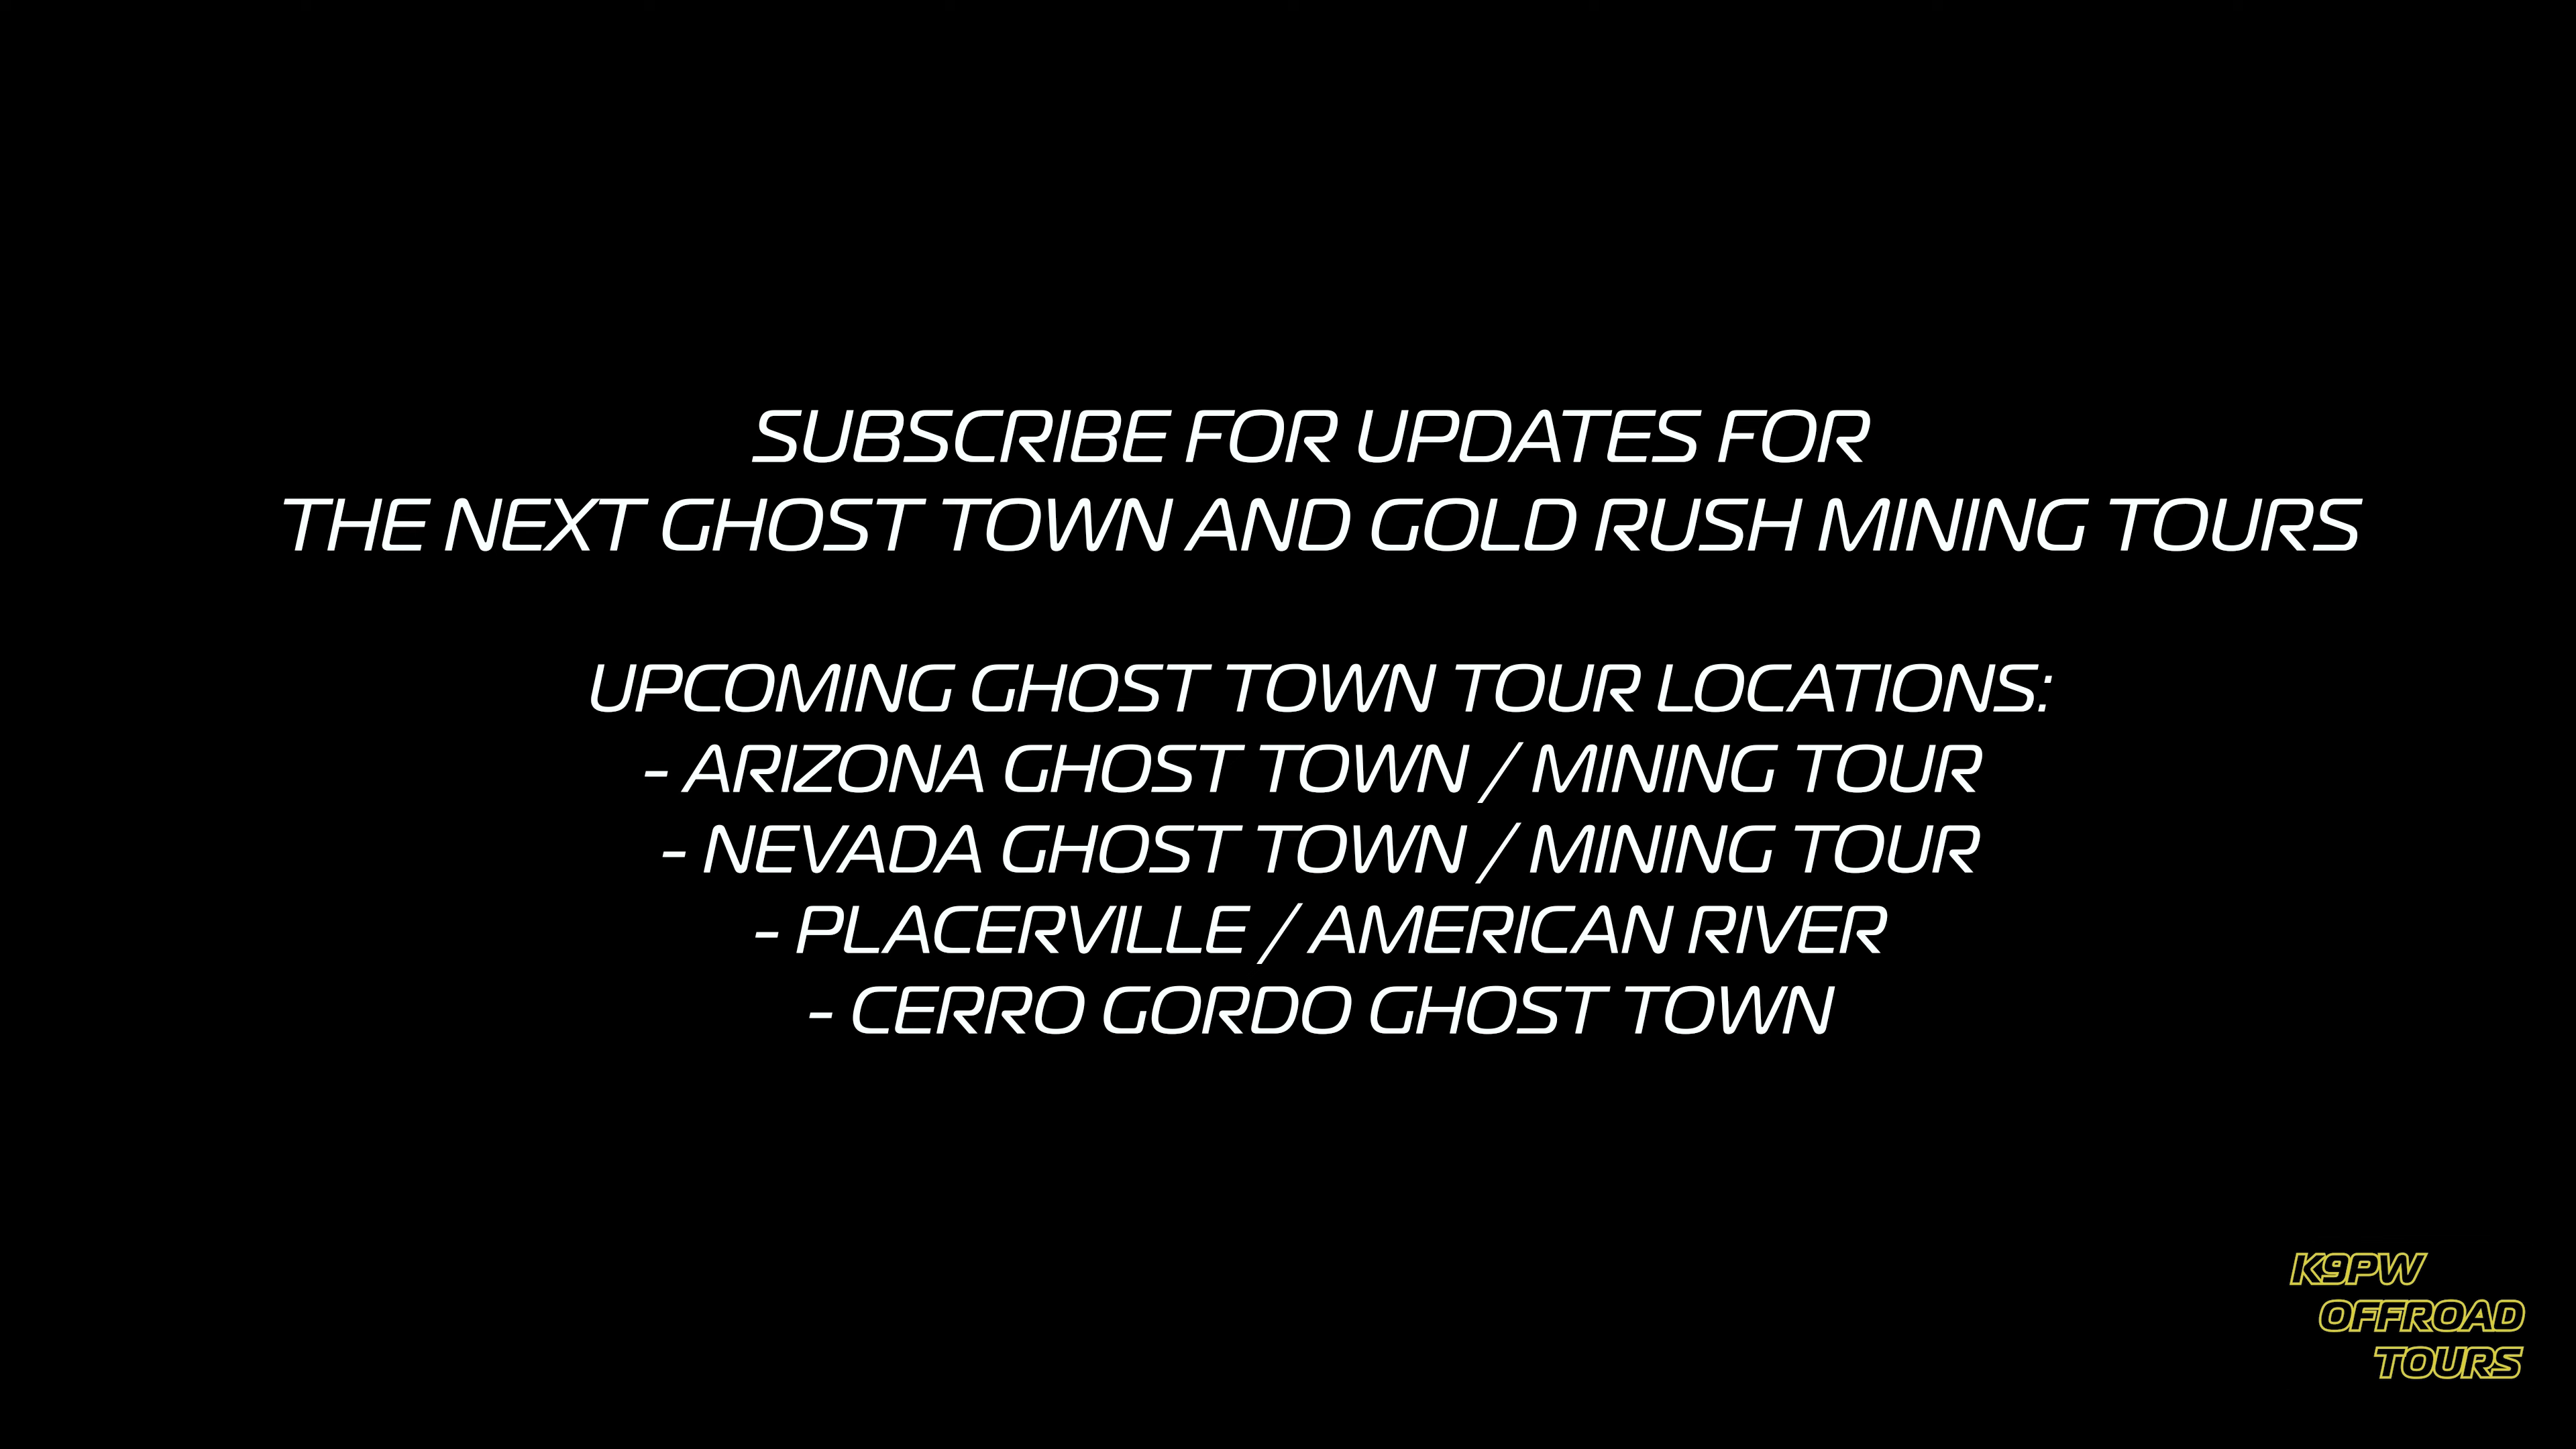 SUBSCRIBE FOR UPDATES FOR
THE NEXT GHOST TOWN AND GOLD RUSH MINING TOURS
UPCOMING GHOST TOWN TOUR LOCATIONS:
- ARIZONA GHOST TOWN / MINING TOUR
- NEVADA GHOST TOWN / MINING TOUR
- PLACERVILLE / AMERICAN RIVER
- CERRO GORDO GHOST TOWN
K9PW
OFFROAD
TOURS